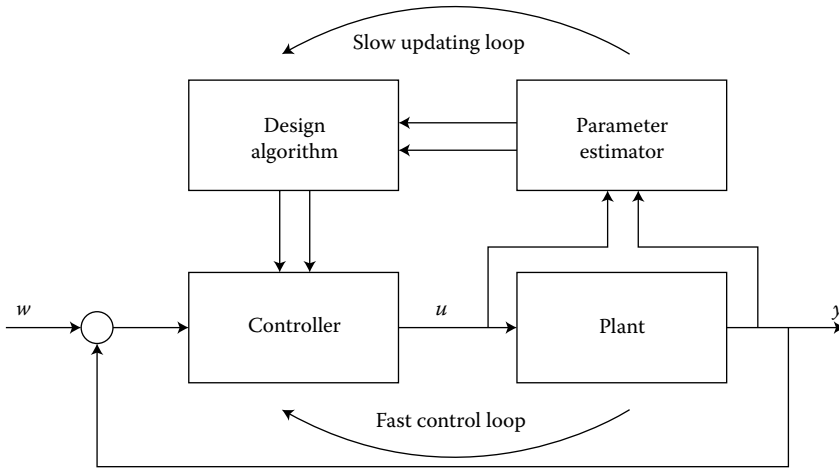 Slow updating loop
Design
algorithm
Parameter
estimator
w
Controller
u
Plant
y
Fast control loop